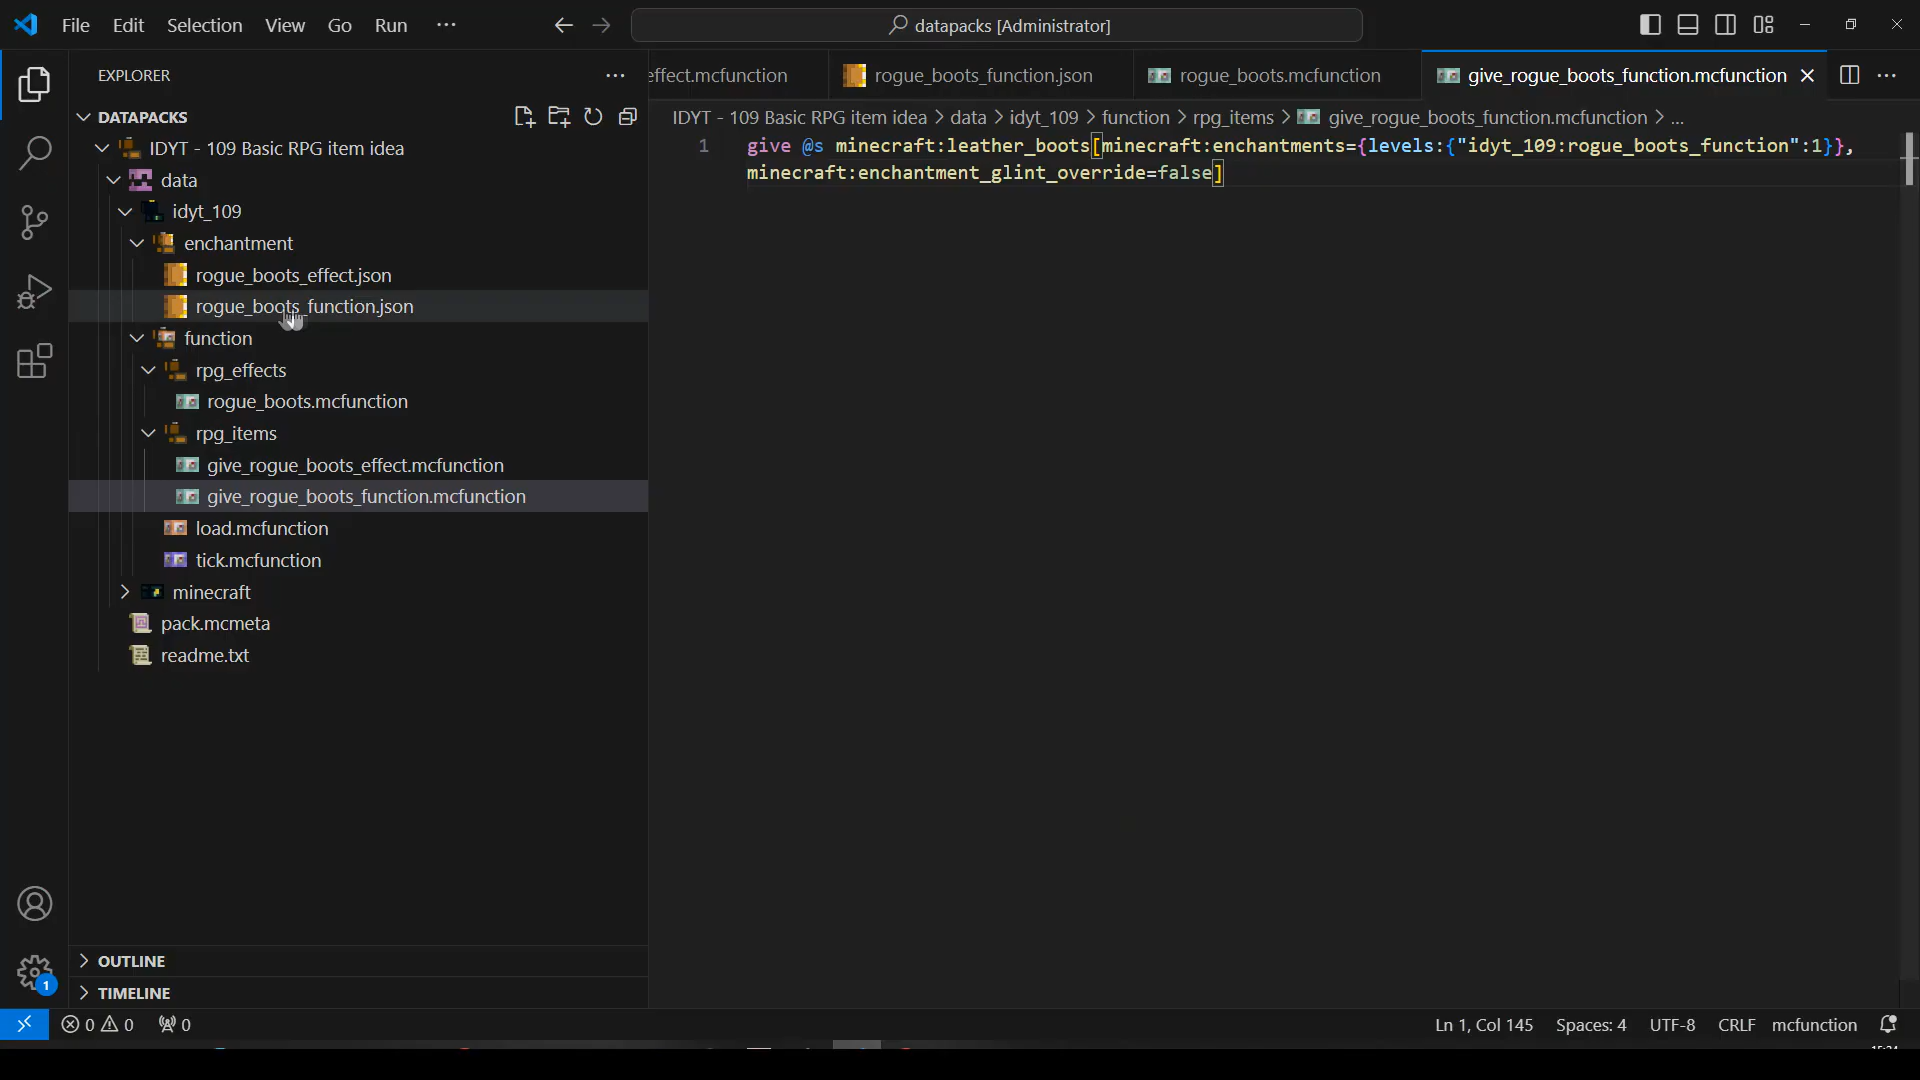 File Edit Selection View Go Run ··· datapacks [Administrator]
EXPLORER
effect.mcfunction rogue_boots_function.json rogue_boots.mcfunction give_rogue_boots_function.mcfunction
DATAPACKS
IDYT - 109 Basic RPG item idea > data > idyt_109 > function > rpg_items > give_rogue_boots_function.mcfunction > ...
1 give @s minecraft:leather_boots[minecraft:enchantments={levels:{"idyt_109:rogue_boots_function":1}},
minecraft:enchantment_glint_override=false]
IDYT - 109 Basic RPG item idea
data
idyt_109
enchantment
rogue_boots_effect.json
rogue_boots_function.json
function
rpg_effects
rogue_boots.mcfunction
rpg_items
give_rogue_boots_effect.mcfunction
give_rogue_boots_function.mcfunction
load.mcfunction
tick.mcfunction
minecraft
pack.mcmeta
readme.txt
OUTLINE
1
TIMELINE
0 0 0 Ln 1, Col 145 Spaces: 4 UTF-8 CRLF mcfunction